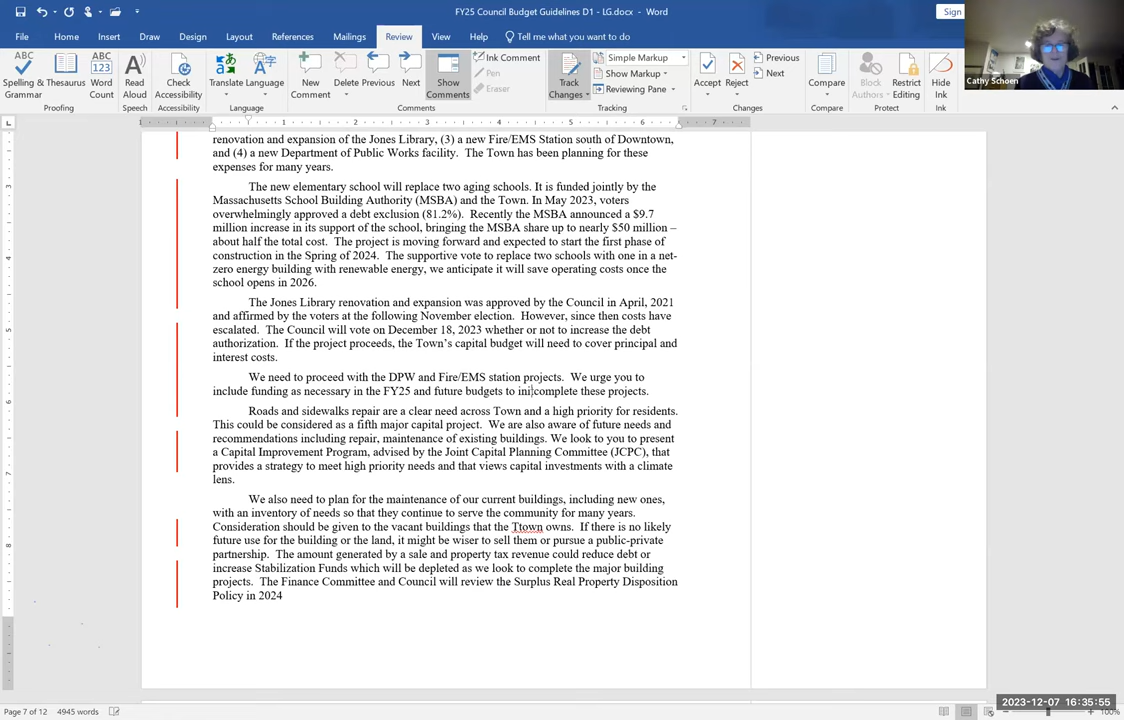 FY25 Council Budget Guidelines D1 - LG.docx - Word
Sign
File Home Insert Draw Design Layout References Mailings Review View Help Tell me what you want to do
ABC Spelling & Grammar
Thesaurus
ABC 123 Word Count
Proofing
Read Aloud
Speech
Check Accessibility
Accessibility
Translate
Language
Language
New Comment
Delete
Previous
Next
Show Comments
Comments
Ink Comment
Pen
Eraser
Track Changes
Simple Markup
Show Markup
Reviewing Pane
Tracking
Accept
Reject
Previous
Next
Changes
Compare
Compare
Block Authors
Restrict Editing
Protect
Hide Ink
Ink
Cathy Schoen
renovation and expansion of the Jones Library, (3) a new Fire/EMS Station south of Downtown,
and (4) a new Department of Public Works facility. The Town has been planning for these
expenses for many years.
The new elementary school will replace two aging schools. It is funded jointly by the
Massachusetts School Building Authority (MSBA) and the Town. In May 2023, voters
overwhelmingly approved a debt exclusion (81.2%). Recently the MSBA announced a $9.7
million increase in its support of the school, bringing the MSBA share up to nearly $50 million –
about half the total cost. The project is moving forward and expected to start the first phase of
construction in the Spring of 2024. The supportive vote to replace two schools with one in a net-
zero energy building with renewable energy, we anticipate it will save operating costs once the
school opens in 2026.
The Jones Library renovation and expansion was approved by the Council in April, 2021
and affirmed by the voters at the following November election. However, since then costs have
escalated. The Council will vote on December 18, 2023 whether or not to increase the debt
authorization. If the project proceeds, the Town's capital budget will need to cover principal and
interest costs.
We need to proceed with the DPW and Fire/EMS station projects. We urge you to
include funding as necessary in the FY25 and future budgets to inicomplete these projects.
Roads and sidewalks repair are a clear need across Town and a high priority for residents.
This could be considered as a fifth major capital project. We are also aware of future needs and
recommendations including repair, maintenance of existing buildings. We look to you to present
a Capital Improvement Program, advised by the Joint Capital Planning Committee (JCPC), that
provides a strategy to meet high priority needs and that views capital investments with a climate
lens.
We also need to plan for the maintenance of our current buildings, including new ones,
with an inventory of needs so that they continue to serve the community for many years.
Consideration should be given to the vacant buildings that the Ttown owns. If there is no likely
future use for the building or the land, it might be wiser to sell them or pursue a public-private
partnership. The amount generated by a sale and property tax revenue could reduce debt or
increase Stabilization Funds which will be depleted as we look to complete the major building
projects. The Finance Committee and Council will review the Surplus Real Property Disposition
Policy in 2024
Page 7 of 12 4945 words
2023-12-07 16:35:55
100%